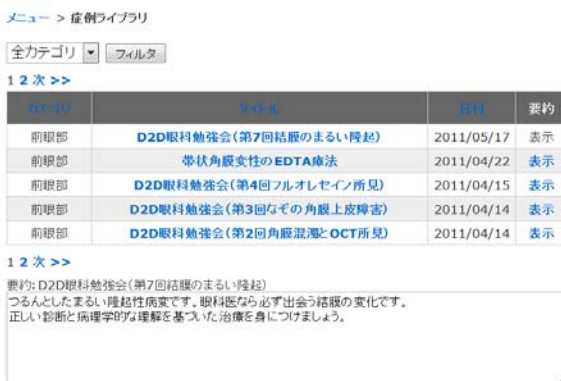 メニュー > 症例ライブラリ
全カテゴリ フィルタ
1 2 次 >>
カテゴリ タイトル 日付 要約
前眼部 D2D眼科勉強会(第7回結膜のまるい隆起) 2011/05/17 表示
前眼部 帯状角膜変性のEDTA療法 2011/04/22 表示
前眼部 D2D眼科勉強会(第4回フルオレセイン所見) 2011/04/15 表示
前眼部 D2D眼科勉強会(第3回なぞの角膜上皮障害) 2011/04/14 表示
前眼部 D2D眼科勉強会(第2回角膜混濁とOCT所見) 2011/04/14 表示
1 2 次 >>
要約: D2D眼科勉強会(第7回結膜のまるい隆起)
つるんとしたまるい隆起性病変です。眼科医なら必ず出会う結膜の変化です。
正しい診断と病理学的な理解を基づいた治療を身につけましょう。